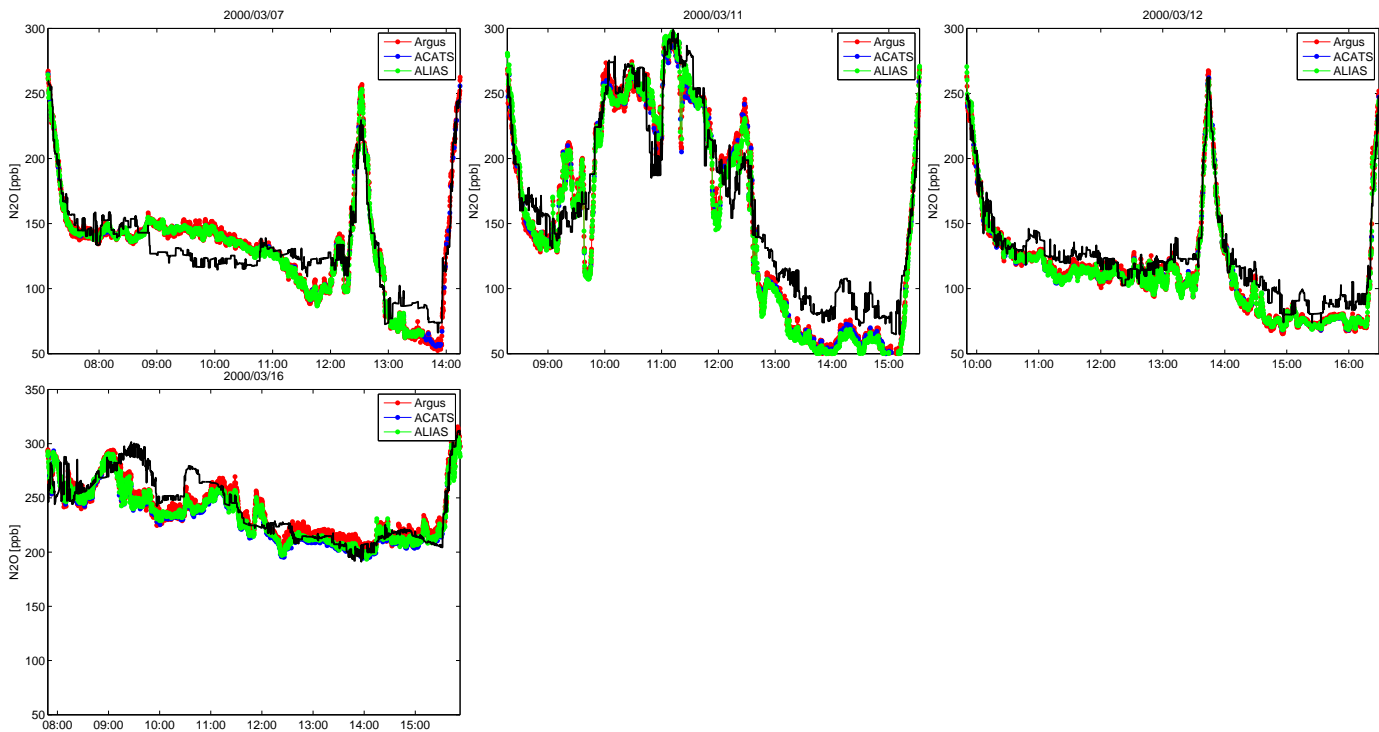 2000/03/07
300
250
200
150
100
50
N2O [ppb]
08:00 09:00 10:00 11:00 12:00 13:00 14:00
Argus
ACATS
ALIAS
2000/03/11
300
250
200
150
100
50
N2O [ppb]
09:00 10:00 11:00 12:00 13:00 14:00 15:00
Argus
ACATS
ALIAS
2000/03/12
300
250
200
150
100
50
N2O [ppb]
10:00 11:00 12:00 13:00 14:00 15:00 16:00
Argus
ACATS
ALIAS
2000/03/16
350
300
250
200
150
100
50
N2O [ppb]
08:00 09:00 10:00 11:00 12:00 13:00 14:00 15:00
Argus
ACATS
ALIAS